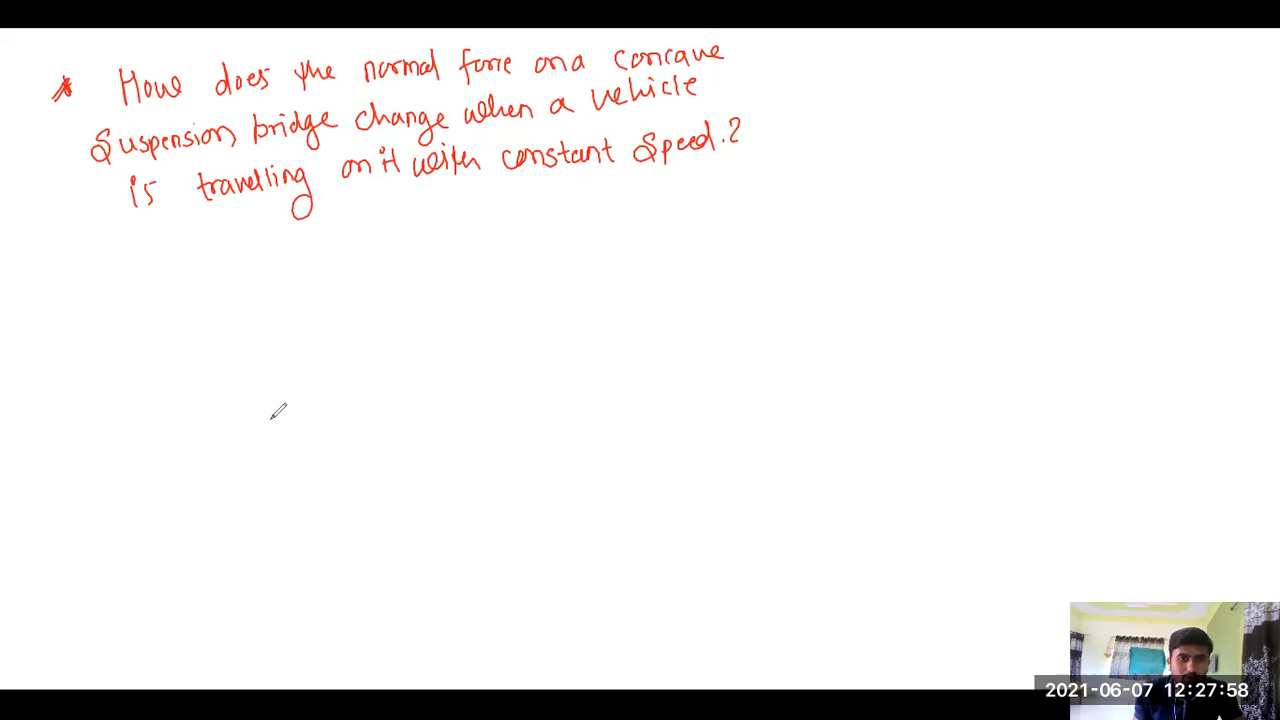 * How does the normal force on a concave
Suspension bridge change when a vehicle
is travelling on it with constant speed.?
2021-06-07 12:27:58